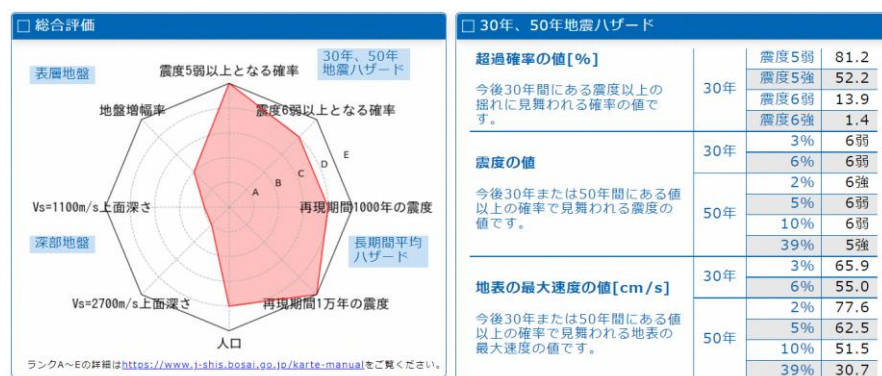 総合評価
表層地盤
震度5弱以上となる確率
30年、50年
地震ハザード
地盤増幅率
震度6弱以上となる確率
E
D
C
B
A
Vs=1100m/s上面深さ
再現期間1000年の震度
深部地盤
長期間平均
ハザード
Vs=2700m/s上面深さ
再現期間1万年の震度
人口
ランクA～Eの詳細はhttps://www.j-shis.bosai.go.jp/karte-manualをご覧ください。
30年、50年地震ハザード
超過確率の値[%]
今後30年間にある震度以上の
揺れに見舞われる確率の値で
す。
30年
震度5弱 81.2
震度5強 52.2
震度6弱 13.9
震度6強 1.4
震度の値
今後30年または50年間にある値
以上の確率で見舞われる震度の
値です。
30年
3% 6弱
6% 6弱
50年
2% 6強
5% 6弱
10% 6弱
39% 5強
地表の最大速度の値[cm/s]
今後30年または50年間にある値
以上の確率で見舞われる地表の
最大速度の値です。
30年
3% 65.9
6% 55.0
50年
2% 77.6
5% 62.5
10% 51.5
39% 30.7